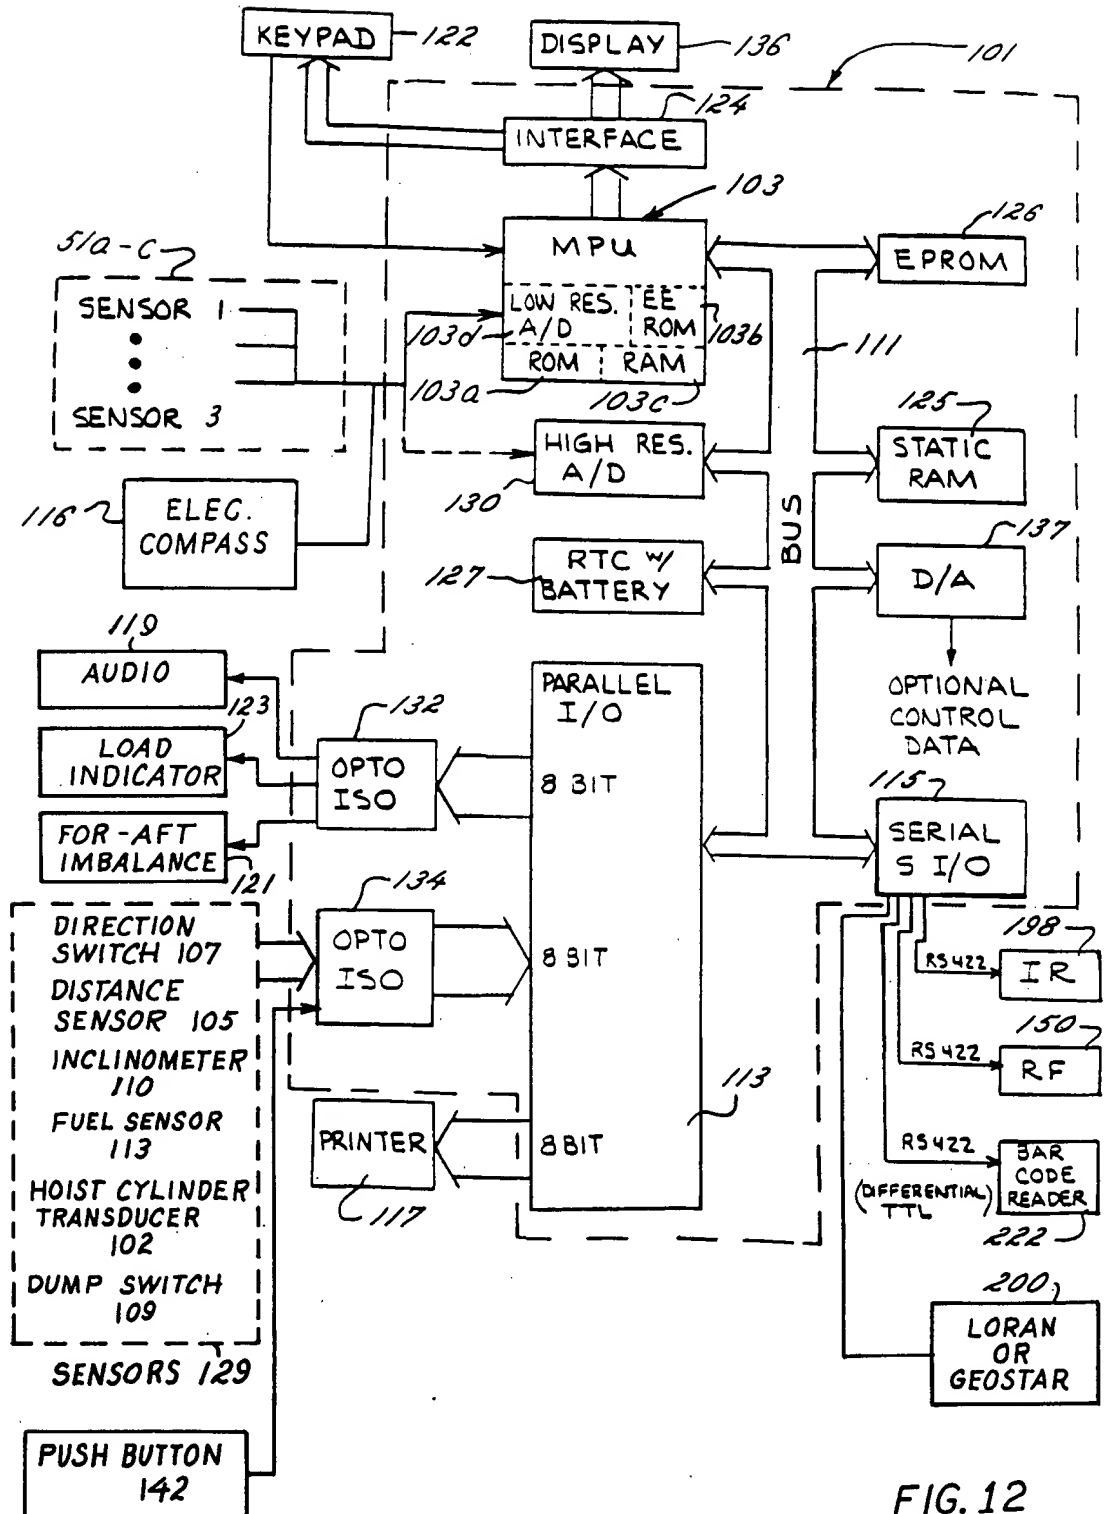 KEYPAD 122
DISPLAY 136
101
124
INTERFACE
103
MPU
LOW RES. A/D
EE ROM
103d
103b
ROM
RAM
103a
103c
126
EPROM
111
BUS
51a-c
SENSOR 1
SENSOR 3
116
ELEC. COMPASS
HIGH RES. A/D
130
125
STATIC RAM
RTC W/ BATTERY
127
137
D/A
OPTIONAL CONTROL DATA
119
AUDIO
123
LOAD INDICATOR
FOR-AFT IMBALANCE
121
132
OPTO ISO
134
OPTO ISO
PARALLEL I/O
8 BIT
8 BIT
8 BIT
113
115
SERIAL S I/O
RS422
198
IR
RS422
150
RF
RS422
(DIFFERENTIAL TTL)
BAR CODE READER
222
200
LORAN OR GEOSTAR
DIRECTION SWITCH 107
DISTANCE SENSOR 105
INCLINOMETER 110
FUEL SENSOR 113
HOIST CYLINDER TRANSDUCER 102
DUMP SWITCH 109
SENSORS 129
PRINTER
117
PUSH BUTTON 142
FIG. 12